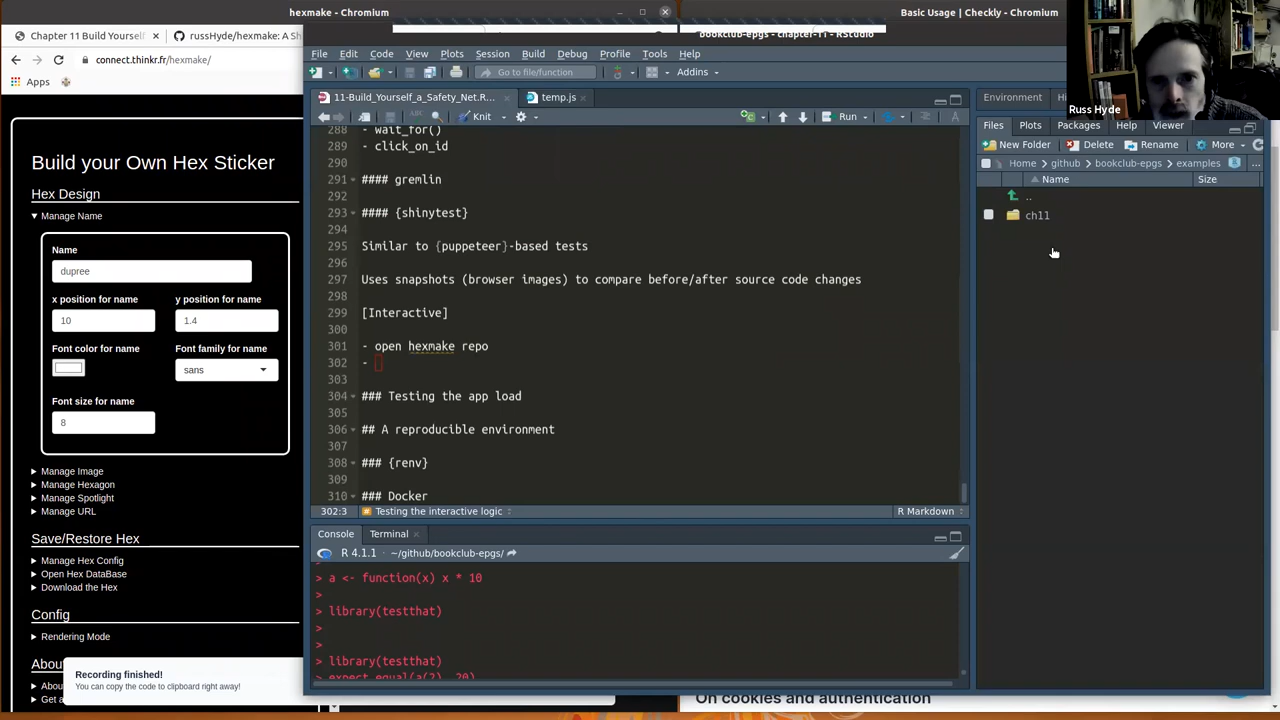 hexmake - Chromium
Basic Usage | Checkly - Chromium
bookclub-epgs - chapter-11 - RStudio
Chapter 11 Build Yourself
russHyde/hexmake: A Sh
connect.thinkr.fr/hexmake/
Apps
File Edit Code View Plots Session Build Debug Profile Tools Help
Go to file/function
Addins
11-Build_Yourself_a_Safety_Net.R...
temp.js
Knit
Run
288 - wait_for()
289 - click_on_id
290
291 #### gremlin
292
293 #### {shinytest}
294
295 Similar to {puppeteer}-based tests
296
297 Uses snapshots (browser images) to compare before/after source code changes
298
299 [Interactive]
300
301 - open hexmake repo
302 -
303
304 ### Testing the app load
305
306 ## A reproducible environment
307
308 ### {renv}
309
310 ### Docker
302:3
Testing the interactive logic
R Markdown
Console Terminal
R 4.1.1 · ~/github/bookclub-epgs/
> a <- function(x) x * 10
>
> library(testthat)
>
>
> library(testthat)
> expect_equal(a(2), 20)
Build your Own Hex Sticker
Hex Design
Manage Name
Name
dupree
x position for name
y position for name
10
1.4
Font color for name
Font family for name
sans
Font size for name
8
Manage Image
Manage Hexagon
Manage Spotlight
Manage URL
Save/Restore Hex
Manage Hex Config
Open Hex DataBase
Download the Hex
Config
Rendering Mode
Recording finished!
You can copy the code to clipboard right away!
Russ Hyde
Environment
Files Plots Packages Help Viewer
New Folder Delete Rename More
Home github bookclub-epgs examples
...
Name
Size
..
ch11
On cookies and authentication